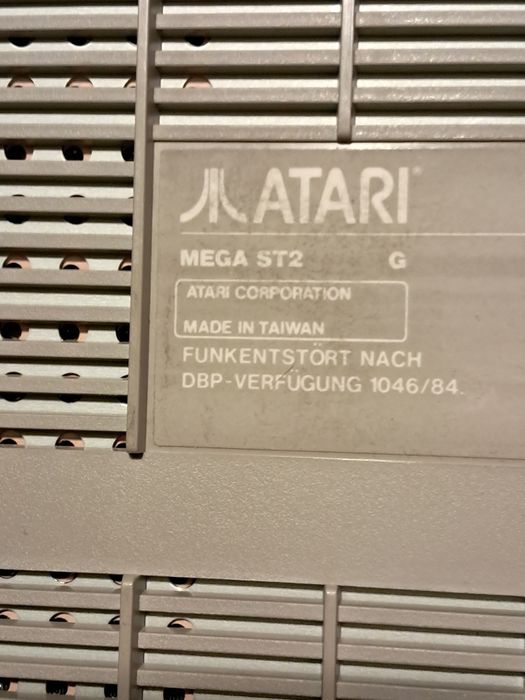 ATARI®
MEGA ST2 G
ATARI CORPORATION
MADE IN TAIWAN
FUNKENTSTÖRT NACH
DBP-VERFÜGUNG 1046/84.